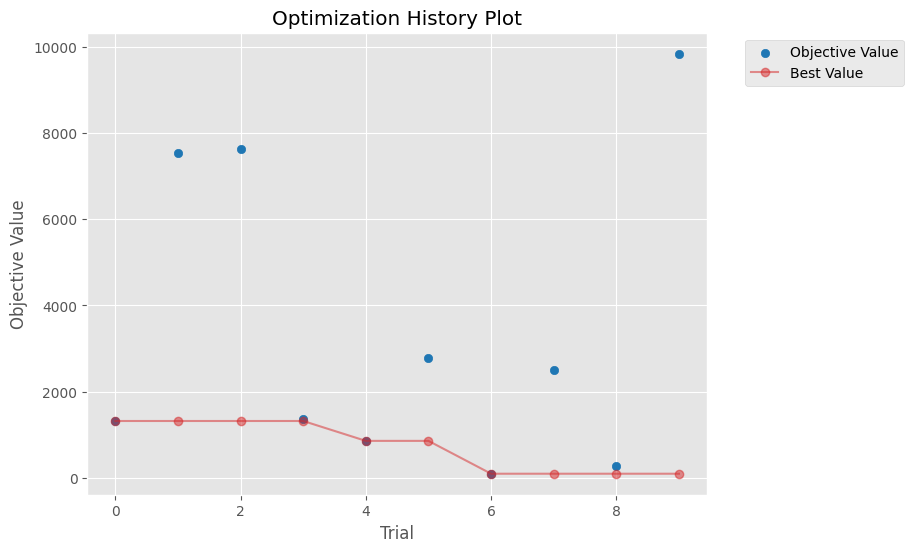 Optimization History Plot
Objective Value
Best Value
Objective Value
10000
8000
6000
4000
2000
0
0
2
4
6
8
Trial